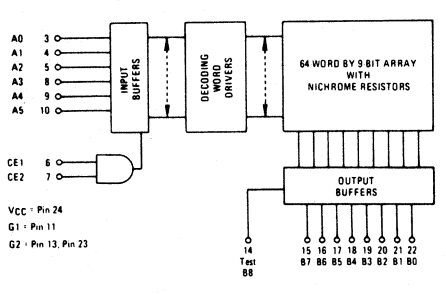 A0 3
A1 4
A2 5
A3 8
A4 9
A5 10
CE1 6
CE2 7
INPUT
BUFFERS
DECODING
WORD
DRIVERS
64 WORD BY 9 BIT ARRAY
WITH
NICHROME RESISTORS
OUTPUT
BUFFERS
VCC = Pin 24
G1 = Pin 11
G2 = Pin 13, Pin 23
14 15 16 17 18 19 20 21 22
Test B7 B6 B5 B4 B3 B2 B1 B0
B8